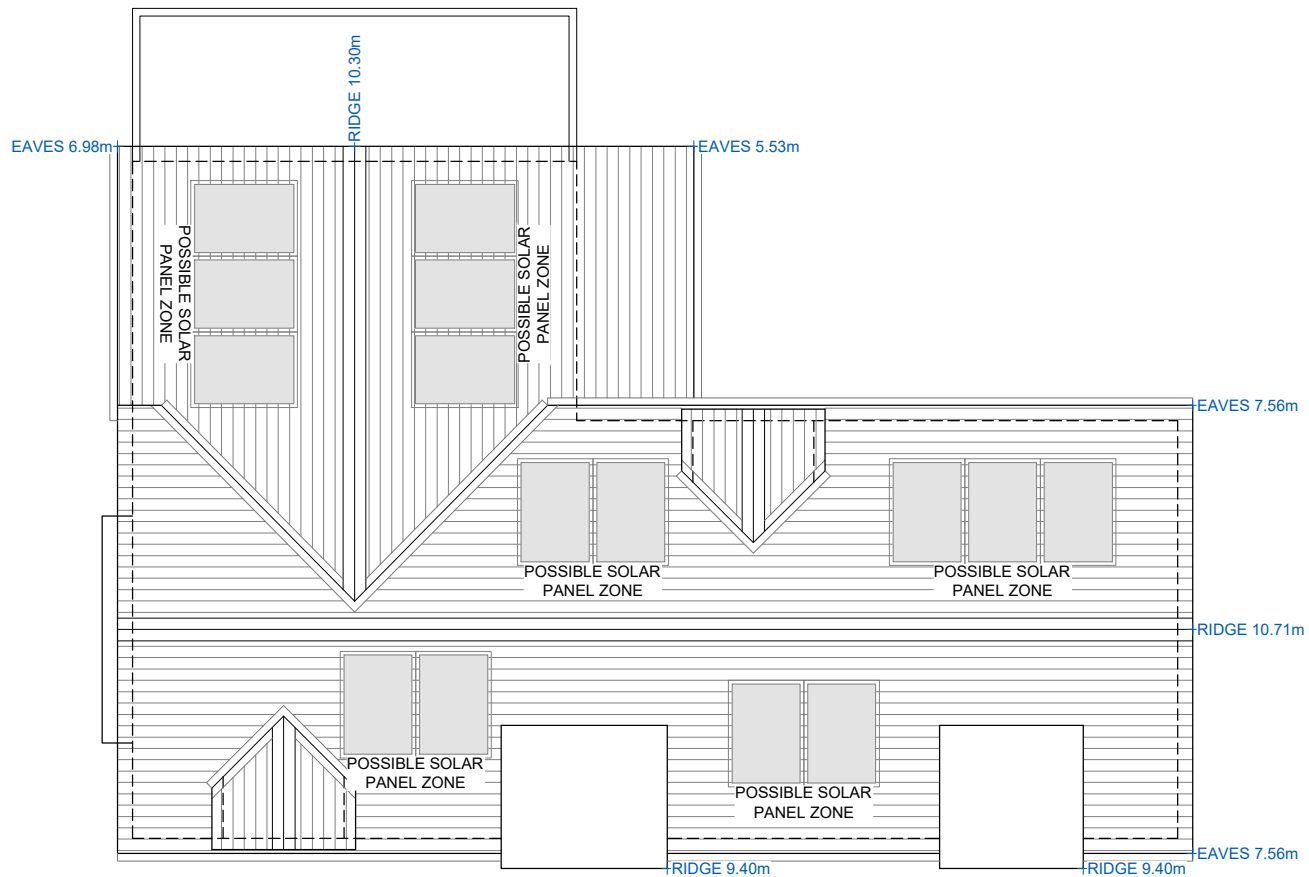 RIDGE 10.30m
EAVES 6.98m
EAVES 5.53m
POSSIBLE SOLAR
PANEL ZONE
POSSIBLE SOLAR
PANEL ZONE
EAVES 7.56m
POSSIBLE SOLAR
PANEL ZONE
POSSIBLE SOLAR
PANEL ZONE
RIDGE 10.71m
POSSIBLE SOLAR
PANEL ZONE
POSSIBLE SOLAR
PANEL ZONE
EAVES 7.56m
RIDGE 9.40m
RIDGE 9.40m